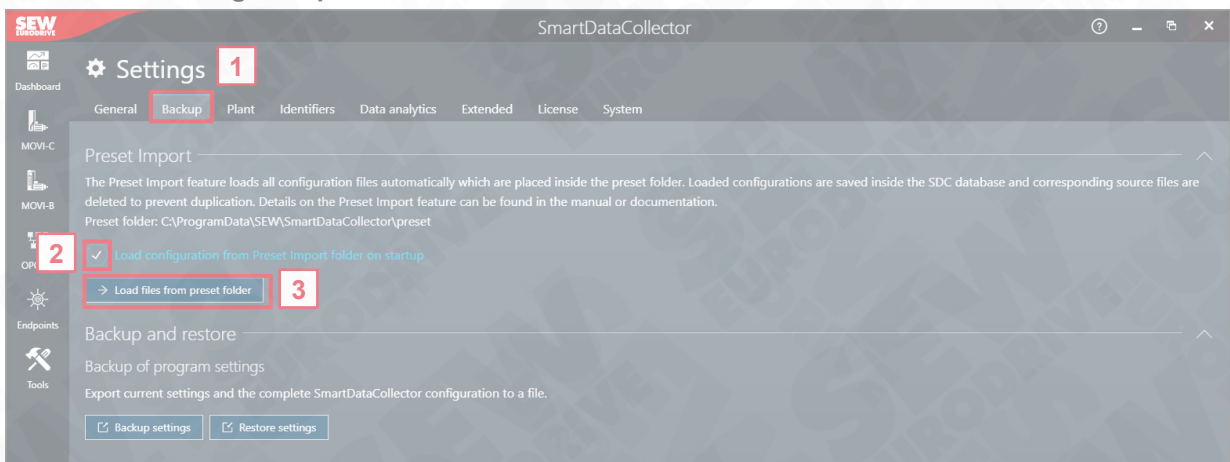 SEW
EURODRIVE
SmartDataCollector
Dashboard
MOVI-C
MOVI-B
Endpoints
Tools
Settings
1
General Backup Plant Identifiers Data analytics Extended License System
Preset Import
The Preset Import feature loads all configuration files automatically which are placed inside the preset folder. Loaded configurations are saved inside the SDC database and corresponding source files are
deleted to prevent duplication. Details on the Preset Import feature can be found in the manual or documentation.
Preset folder: C:\ProgramData\SEW\SmartDataCollector\preset
2
Load configuration from Preset Import folder on startup
Load files from preset folder
3
Backup and restore
Backup of program settings
Export current settings and the complete SmartDataCollector configuration to a file.
Backup settings Restore settings